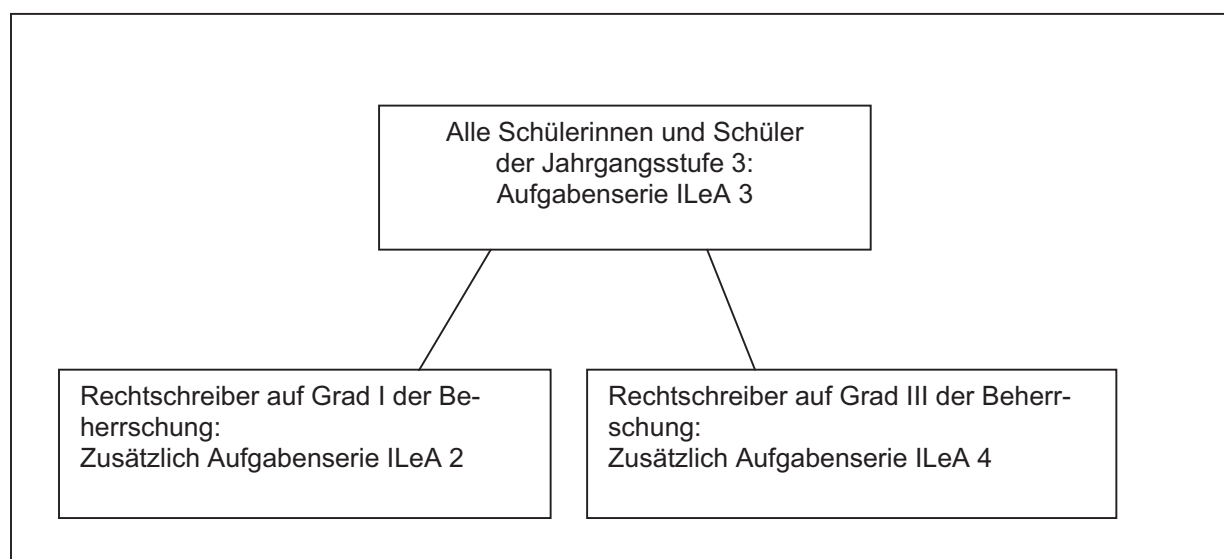 Alle Schülerinnen und Schüler
der Jahrgangsstufe 3:
Aufgabenserie ILeA 3
Rechtschreiber auf Grad I der Be-
herrschung:
Zusätzlich Aufgabenserie ILeA 2
Rechtschreiber auf Grad III der Beherr-
schung:
Zusätzlich Aufgabenserie ILeA 4